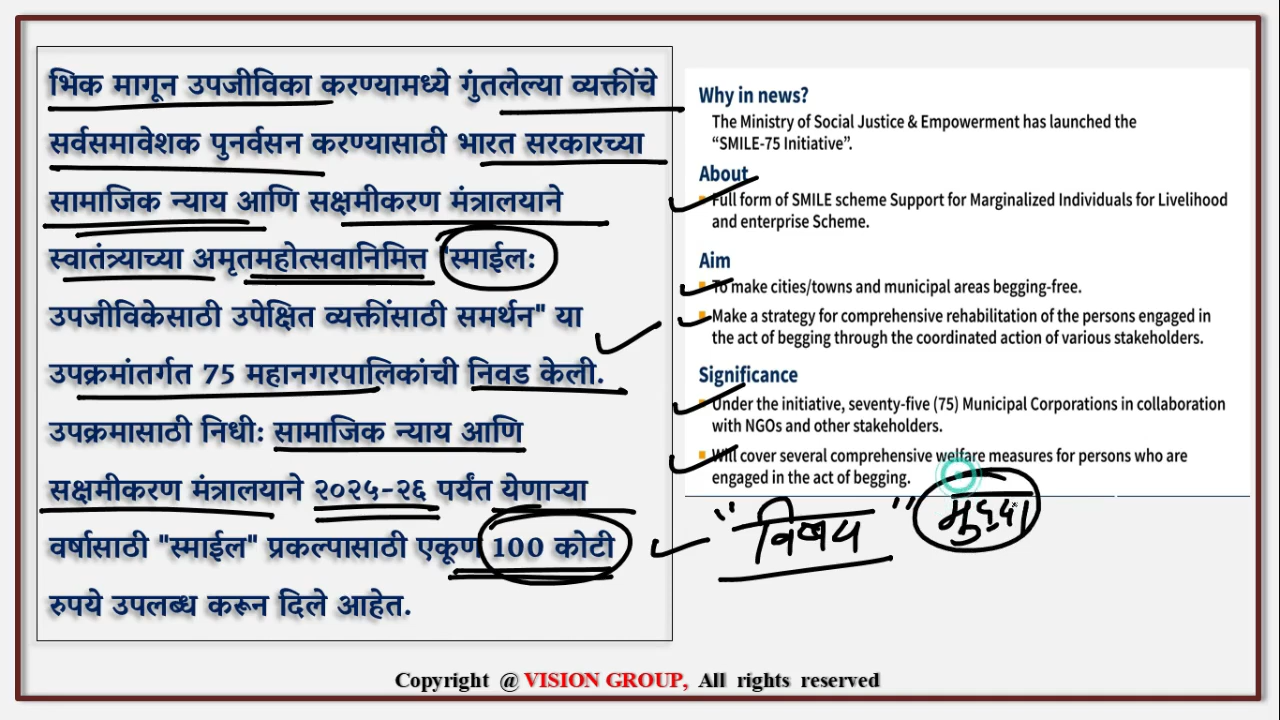 भिक मागून उपजीविका करण्यामध्ये गुंतलेल्या व्यक्तींचे
सर्वसमावेशक पुनर्वसन करण्यासाठी भारत सरकारच्या
सामाजिक न्याय आणि सक्षमीकरण मंत्रालयाने
स्वातंत्र्याच्या अमृतमहोत्सवानिमित्त "स्माईलः
उपजीविकेसाठी उपेक्षित व्यक्तींसाठी समर्थन" या
उपक्रमांतर्गत 75 महानगरपालिकांची निवड केली.
उपक्रमासाठी निधीः सामाजिक न्याय आणि
सक्षमीकरण मंत्रालयाने २०२५-२६ पर्यंत येणाऱ्या
वर्षासाठी "स्माईल" प्रकल्पासाठी एकूण 100 कोटी
रुपये उपलब्ध करून दिले आहेत.
Why in news?
The Ministry of Social Justice & Empowerment has launched the
“SMILE-75 Initiative”.
About
Full form of SMILE scheme Support for Marginalized Individuals for Livelihood
and enterprise Scheme.
Aim
To make cities/towns and municipal areas begging-free.
Make a strategy for comprehensive rehabilitation of the persons engaged in
the act of begging through the coordinated action of various stakeholders.
Significance
Under the initiative, seventy-five (75) Municipal Corporations in collaboration
with NGOs and other stakeholders.
Will cover several comprehensive welfare measures for persons who are
engaged in the act of begging.
"विषय" मुद्दा
Copyright @ VISION GROUP, All rights reserved